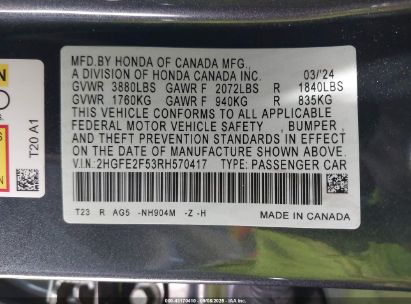 MFD.BY HONDA OF CANADA MFG.,
A DIVISION OF HONDA CANADA INC. 03/'24
GVWR 3880LBS GAWR F 2072LBS R 1840LBS
GVWR 1760KG GAWR F 940KG R 835KG
THIS VEHICLE CONFORMS TO ALL APPLICABLE
FEDERAL MOTOR VEHICLE SAFETY , BUMPER ,
AND THEFT PREVENTION STANDARDS IN EFFECT ON
THE DATE OF MANUFACTURE SHOWN ABOVE.
V.I.N: 2HGFE2F53RH570417 TYPE: PASSENGER CAR
T23 R AG5 -NH904M -Z -H
MADE IN CANADA
T20 A1